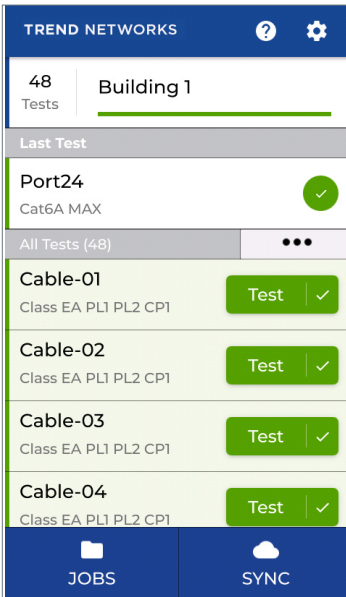 TREND NETWORKS
48
Tests
Building 1
Last Test
Port24
Cat6A MAX
All Tests (48)
Cable-01
Class EA PL1 PL2 CP1
Test
Cable-02
Class EA PL1 PL2 CP1
Test
Cable-03
Class EA PL1 PL2 CP1
Test
Cable-04
Class EA PL1 PL2 CP1
Test
JOBS
SYNC